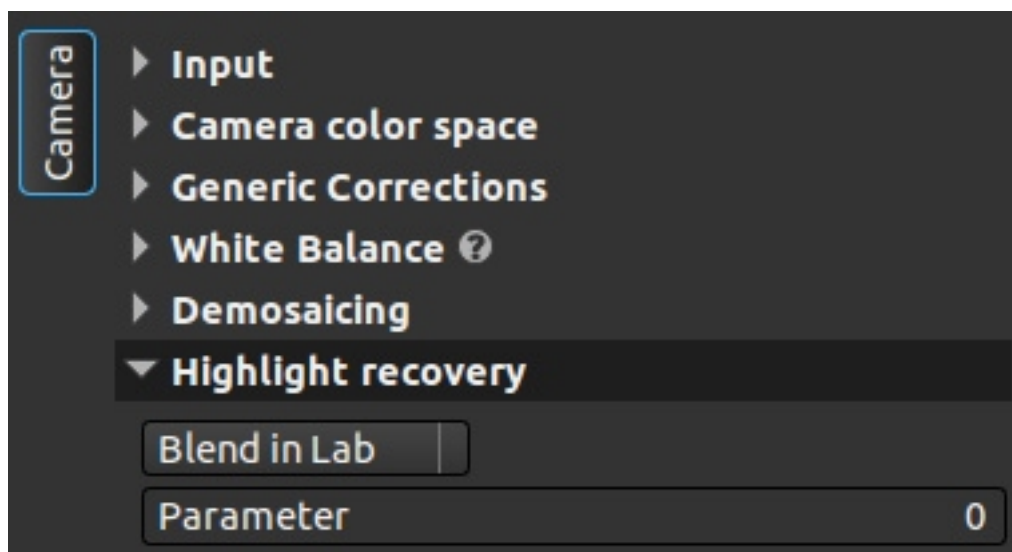 Camera
Input
Camera color space
Generic Corrections
White Balance ?
Demosaicing
Highlight recovery
Blend in Lab
Parameter 0